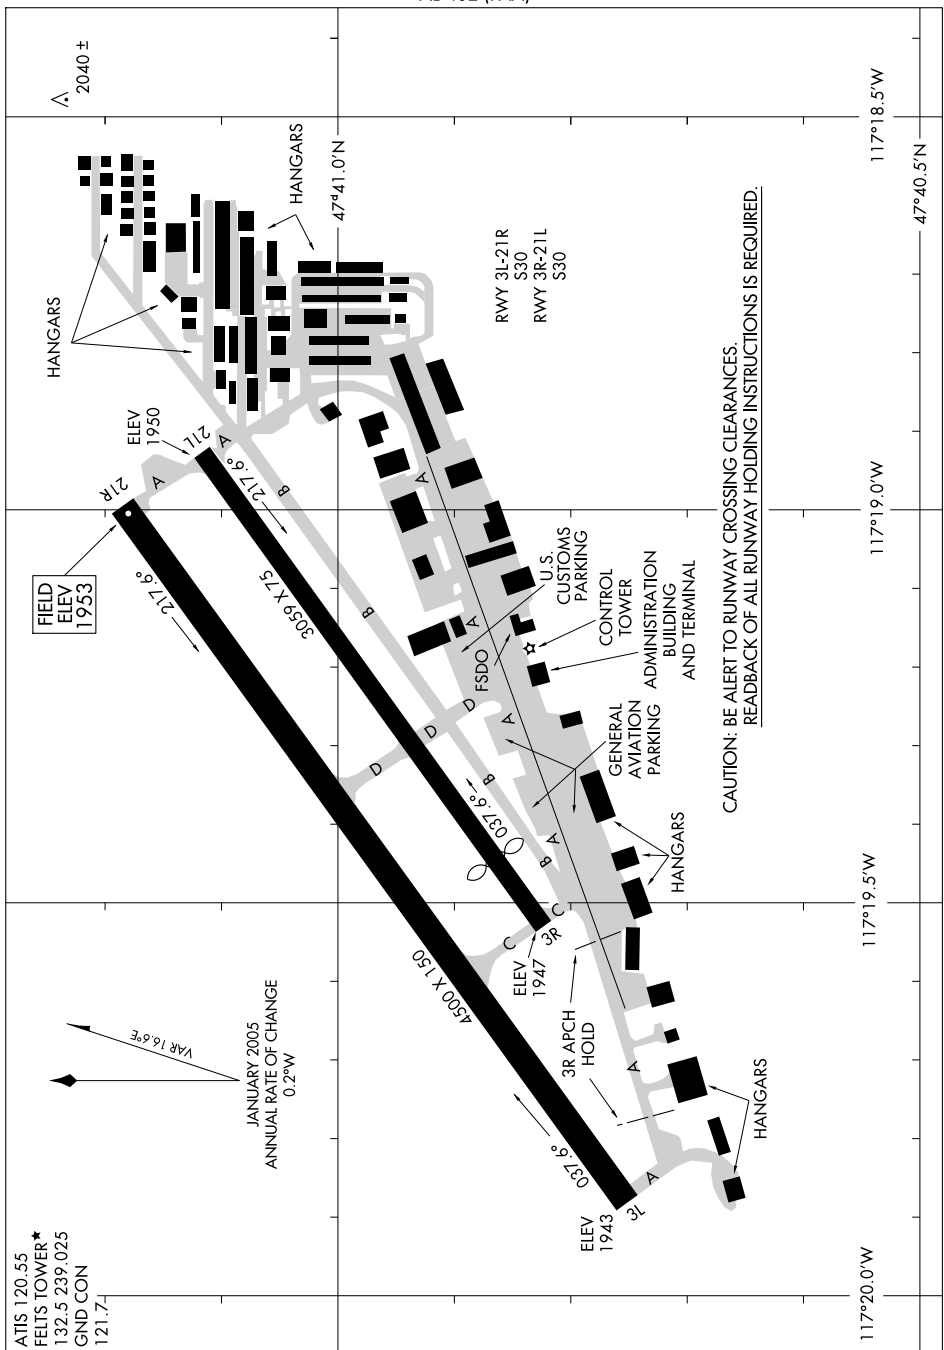 ATIS 120.55
FELTS TOWER★
132.5 239.025
GND CON
121.7
JANUARY 2005
ANNUAL RATE OF CHANGE
0.2°W
VAR 16.6°E
FIELD
ELEV
1953
21R
A
217.6°
ELEV
1950
21L
A
217.6°
HANGARS
2040 ±
HANGARS
47°41.0'N
117°18.5'W
47°40.5'N
RWY 3L-21R
S30
RWY 3R-21L
S30
4500 X 150
3059 X 75
B
B
B
B
D
D
D
A
A
A
A
A
A
C
C
037.6°
037.6°
ELEV
1947
3R
ELEV
1943
3L
3R APCH
HOLD
U.S.
CUSTOMS
PARKING
FSDO
CONTROL
TOWER
ADMINISTRATION
BUILDING
AND TERMINAL
GENERAL
AVIATION
PARKING
HANGARS
HANGARS
117°19.0'W
117°19.5'W
117°20.0'W
CAUTION: BE ALERT TO RUNWAY CROSSING CLEARANCES.
READBACK OF ALL RUNWAY HOLDING INSTRUCTIONS IS REQUIRED.